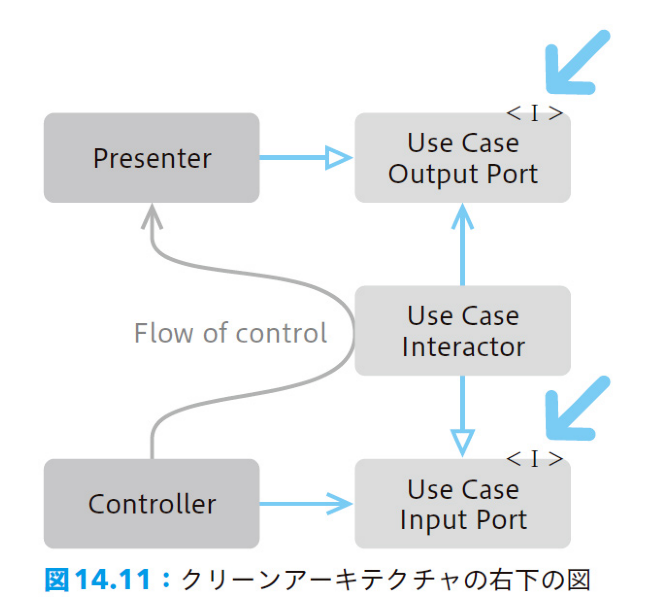 < I >
Presenter
Use Case
Output Port
Use Case
Interactor
Flow of control
< I >
Controller
Use Case
Input Port
図14.11：クリーンアーキテクチャの右下の図